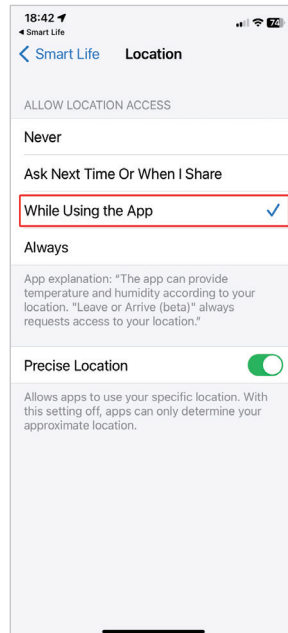 18:42
74
◀ Smart Life
Smart Life
Location
ALLOW LOCATION ACCESS
Never
Ask Next Time Or When I Share
While Using the App
Always
App explanation: “The app can provide
temperature and humidity according to your
location. "Leave or Arrive (beta)" always
requests access to your location.”
Precise Location
Allows apps to use your specific location. With
this setting off, apps can only determine your
approximate location.